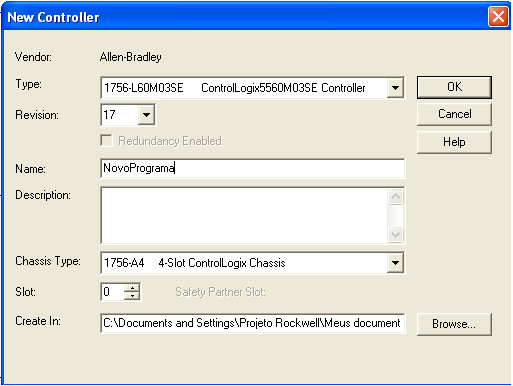 New Controller
Vendor: Allen-Bradley
Type: 1756-L60M03SE ControlLogix5560M03SE Controller OK
Revision: 17 Cancel
Redundancy Enabled Help
Name: NovoPrograma
Description:
Chassis Type: 1756-A4 4-Slot ControlLogix Chassis
Slot: 0 Safety Partner Slot:
Create In: C:\Documents and Settings\Projeto Rockwell\Meus document Browse...